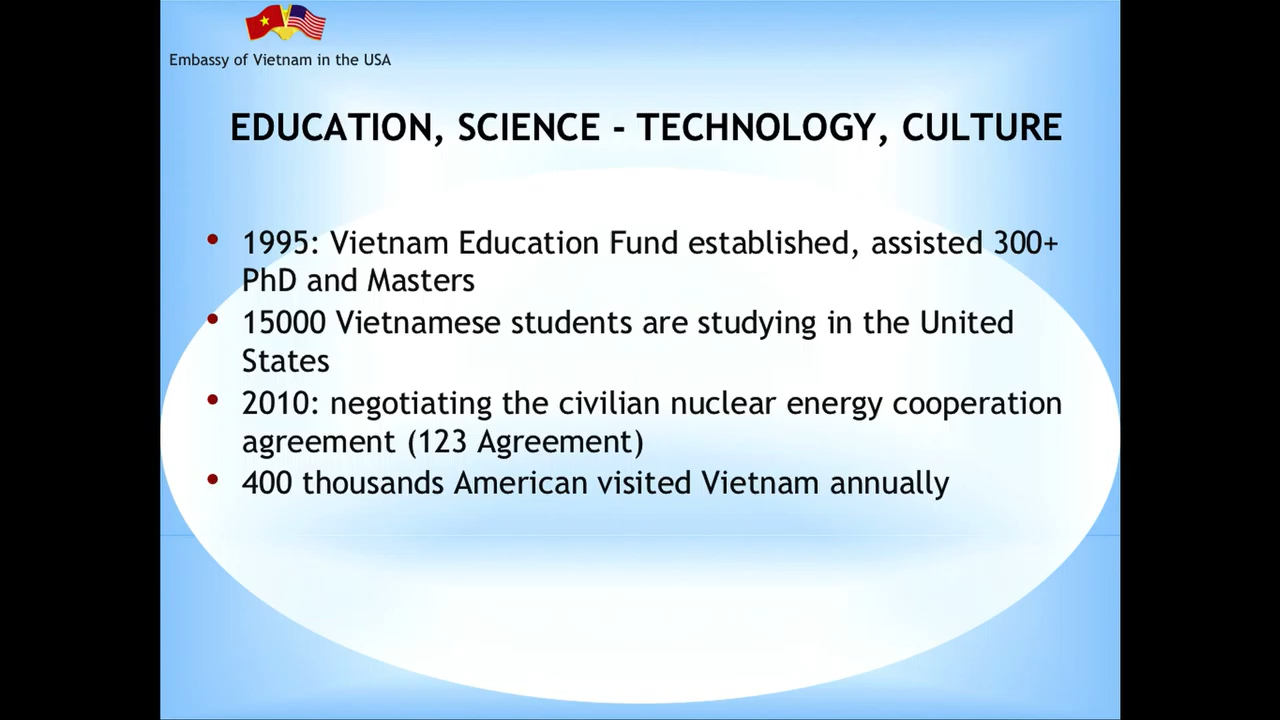 Embassy of Vietnam in the USA
EDUCATION, SCIENCE - TECHNOLOGY, CULTURE
• 1995: Vietnam Education Fund established, assisted 300+
PhD and Masters
• 15000 Vietnamese students are studying in the United
States
• 2010: negotiating the civilian nuclear energy cooperation
agreement (123 Agreement)
• 400 thousands American visited Vietnam annually